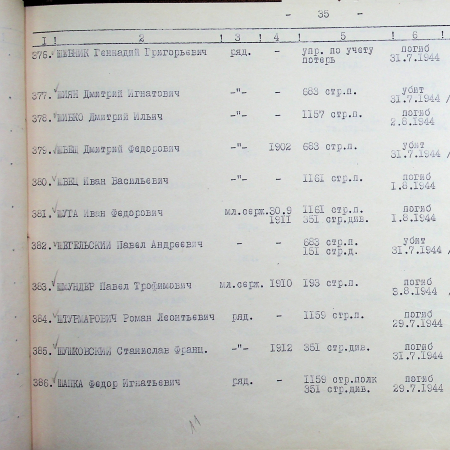 - 35 -
1 ! 2 ! 3 ! 4 ! 5 ! 6 !
376. ШЫБНИК Геннадий Григорьевич ряд. - упр. по учету погиб
потерь 31.7.1944
377. ШИЯН Дмитрий Игнатович -"- - 683 стр.п. убит
31.7.1944
378. ШИБКО Дмитрий Ильич -"- - 1157 стр.п. погиб
2.8.1944
379. ШВЕЦ Дмитрий Федорович -"- 1902 683 стр.п. убит
31.7.1944
380. ШВЕЦ Иван Васильевич -"- - 1161 стр.п. погиб
1.8.1944
381. ШУТА Иван Федорович мл.серж. 30.9 1161 стр.п. погиб
1911 351 стр.див. 1.8.1944
382. Павел Андреевич - - 683 стр.п. убит
151 стр.д. 31.7.1944
383. ШМУНДЕР Павел Трофимович мл.серж. 1910 193 стр.п. погиб
3.8.1944
384. ШТУРМАРОВИЧ Роман Леонтьевич ряд. - 1159 стр.п. погиб
29.7.1944
385. ШУШКОВСКИЙ Станислав Франц. -"- 1912 351 стр.див. погиб
31.7.1944
386. ШАПКА Федор Игнатьевич ряд. - 1159 стр.полк погиб
351 стр.див. 29.7.1944